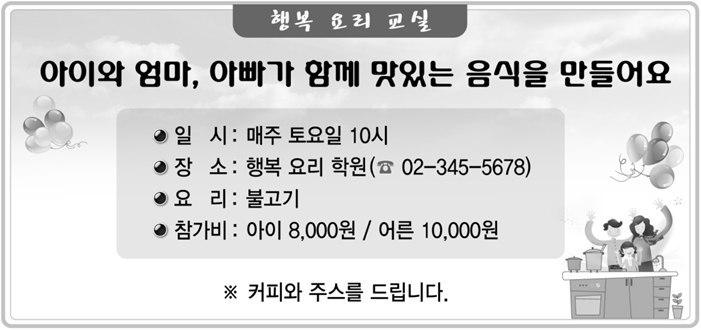 행복 요리 교실
아이와 엄마, 아빠가 함께 맛있는 음식을 만들어요
일 시 : 매주 토요일 10시
장 소 : 행복 요리 학원(☎ 02-345-5678)
요 리 : 불고기
참가비 : 아이 8,000원 / 어른 10,000원
※ 커피와 주스를 드립니다.